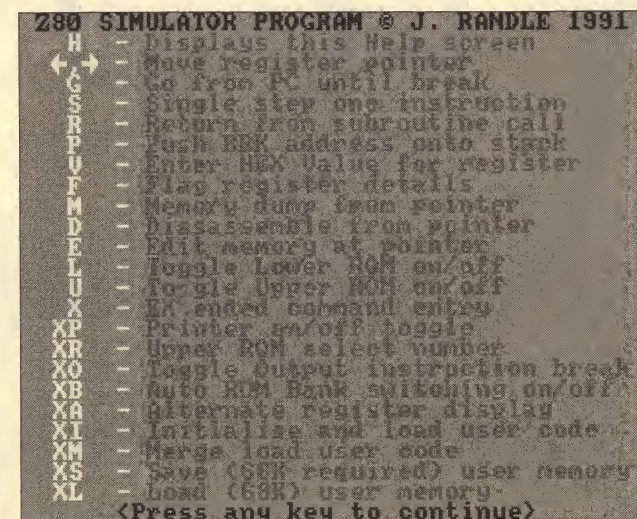 Z80 SIMULATOR PROGRAM © J. RANDLE 1991
H - Displays this Help screen
←,→ - Move register pointer
G - Go from PC until break
S - Single step one instruction
R - Return from subroutine call
P - Push BRK address onto stack
V - Enter HEX Value for register
F - Flag register details
M - Memory dump from pointer
D - Dissassemble from pointer
E - Edit memory at pointer
L - Toggle Lower ROM on/off
U - Toggle Upper ROM on/off
X - EX ended command entry
XP - Printer on/off toggle
XR - Upper ROM select number
XO - Toggle Output instruction break
XB - Auto ROM Bank switching on/off
XA - Alternate register display
XI - Initialise and load user code
XM - Merge load user code
XS - Save (68K required) user memory
XL - Load (68K) user memory
<Press any key to continue>